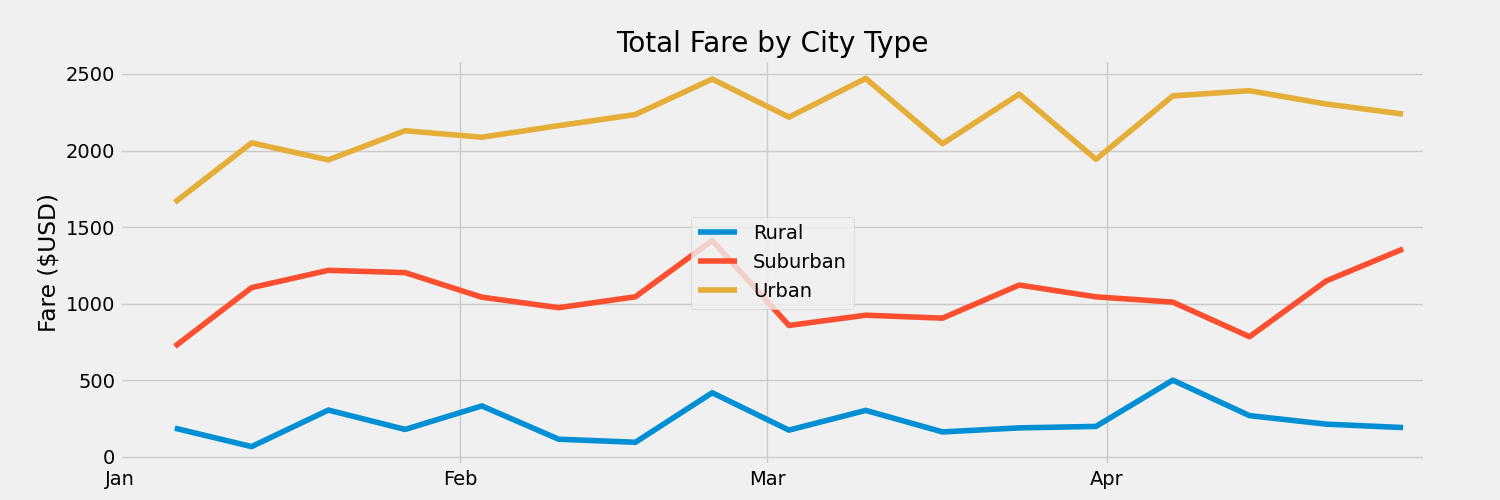 Total Fare by City Type
Fare ($USD)
2500
2000
1500
1000
500
0
Rural
Suburban
Urban
Jan Feb Mar Apr